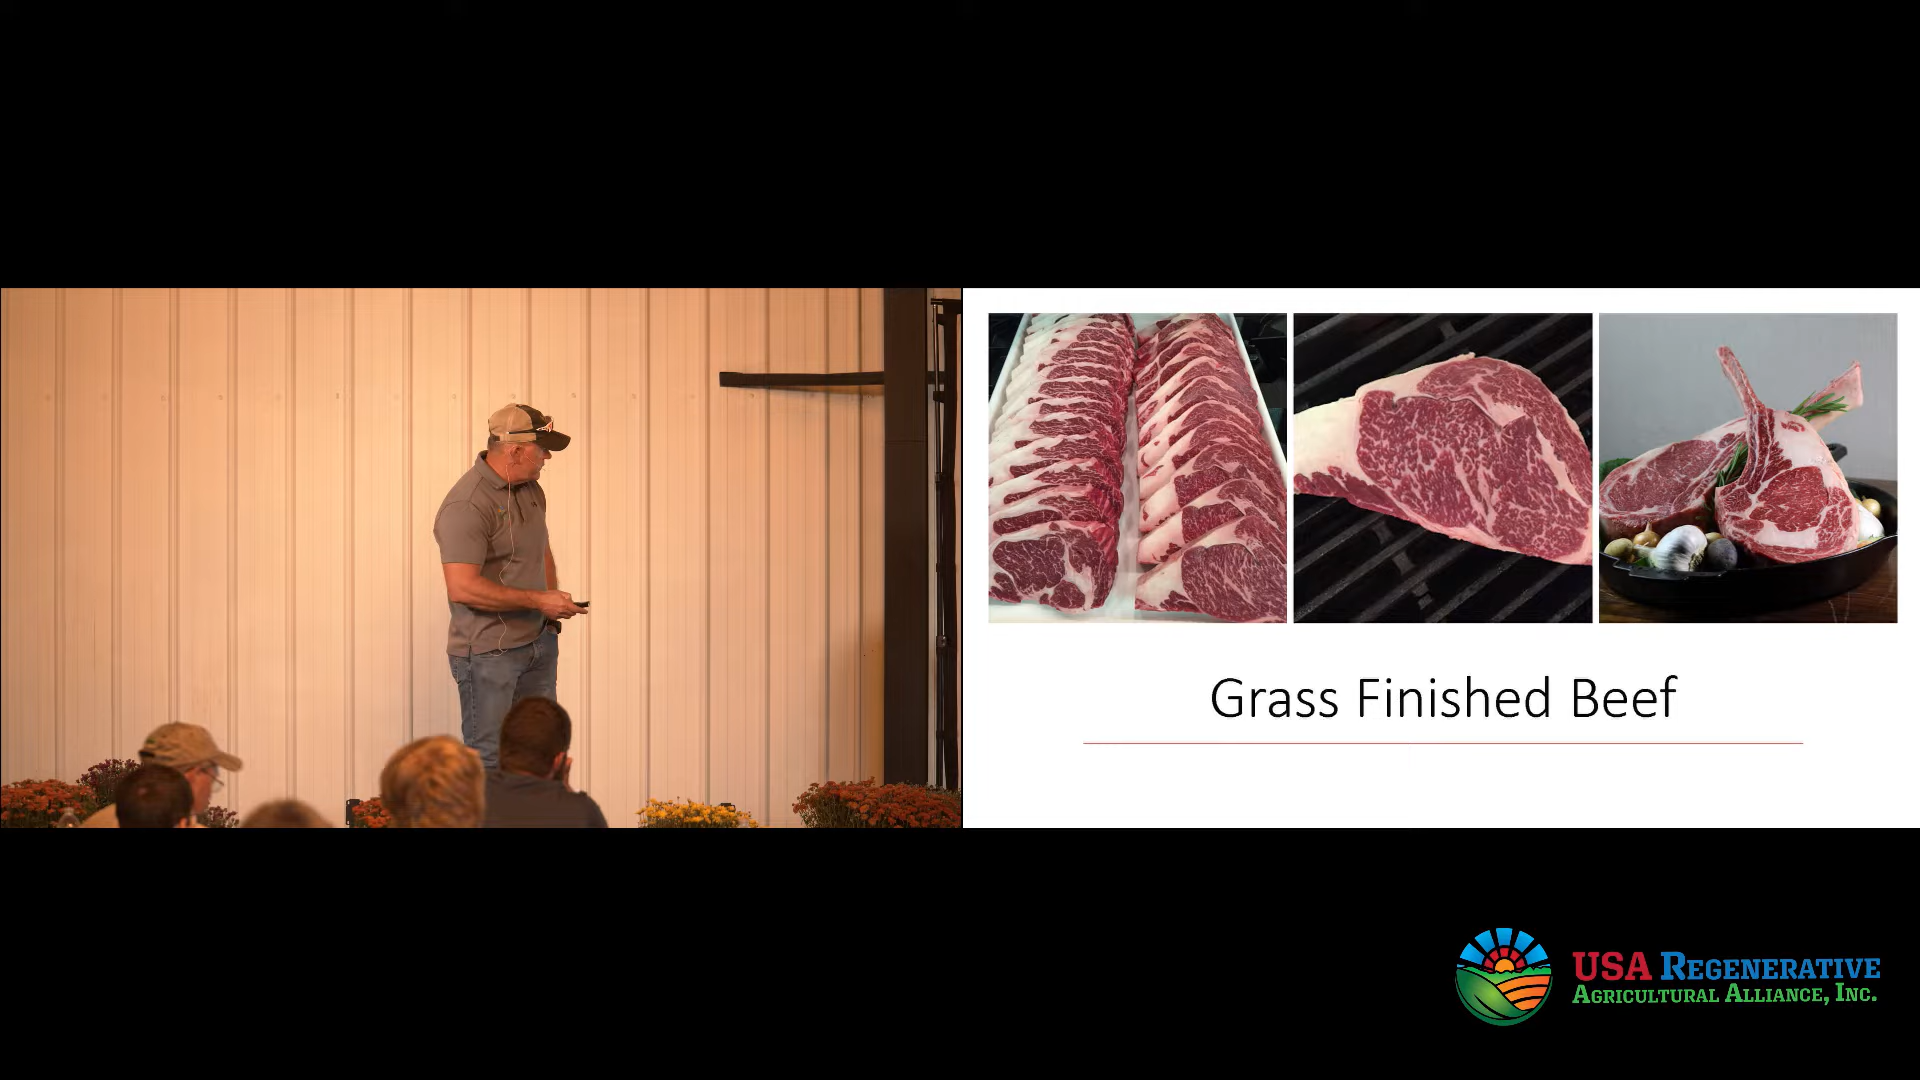 Grass Finished Beef
USA REGENERATIVE
AGRICULTURAL ALLIANCE, INC.